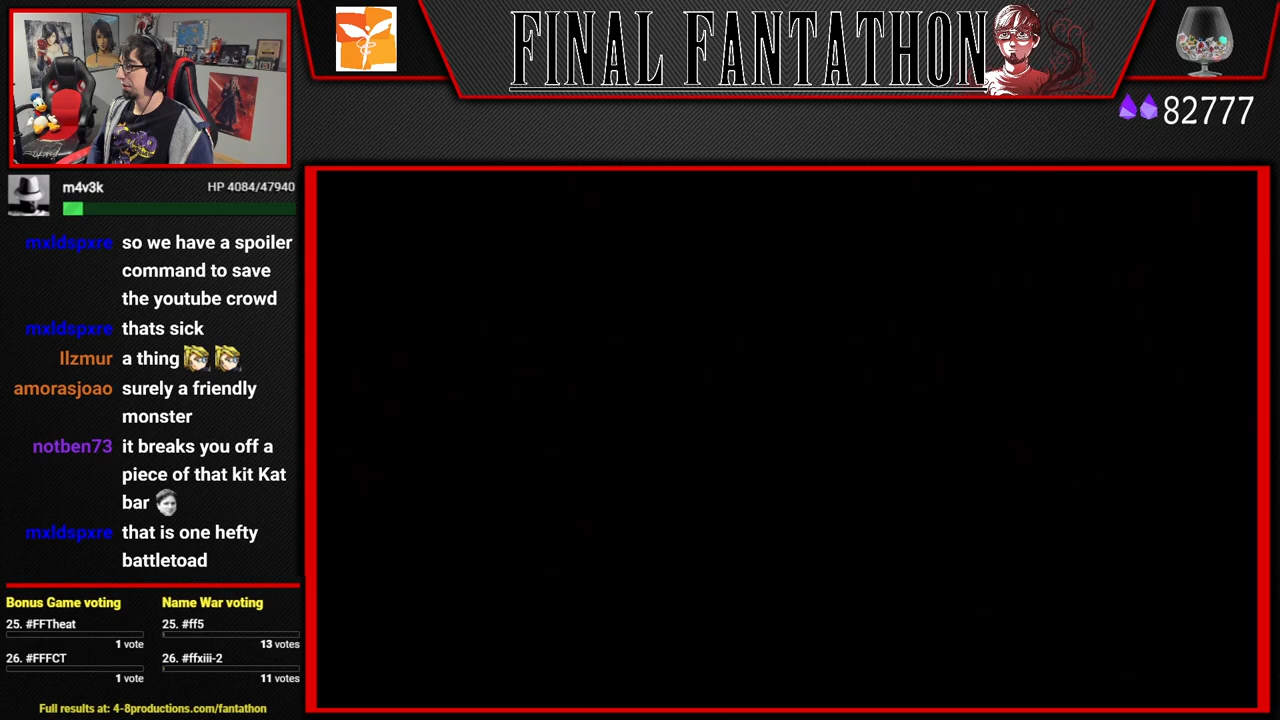 FINAL FANTATHON
82777
m4v3k
HP 4084/47940
mxldspxre so we have a spoiler
command to save
the youtube crowd
mxldspxre thats sick
Ilzmur a thing
amorasjoao surely a friendly
monster
notben73 it breaks you off a
piece of that kit Kat
bar
mxldspxre that is one hefty
battletoad
Bonus Game voting
25. #FFTheat
1 vote
26. #FFFCT
1 vote
Name War voting
25. #ff5
13 votes
26. #ffxiii-2
11 votes
Full results at: 4-8productions.com/fantathon